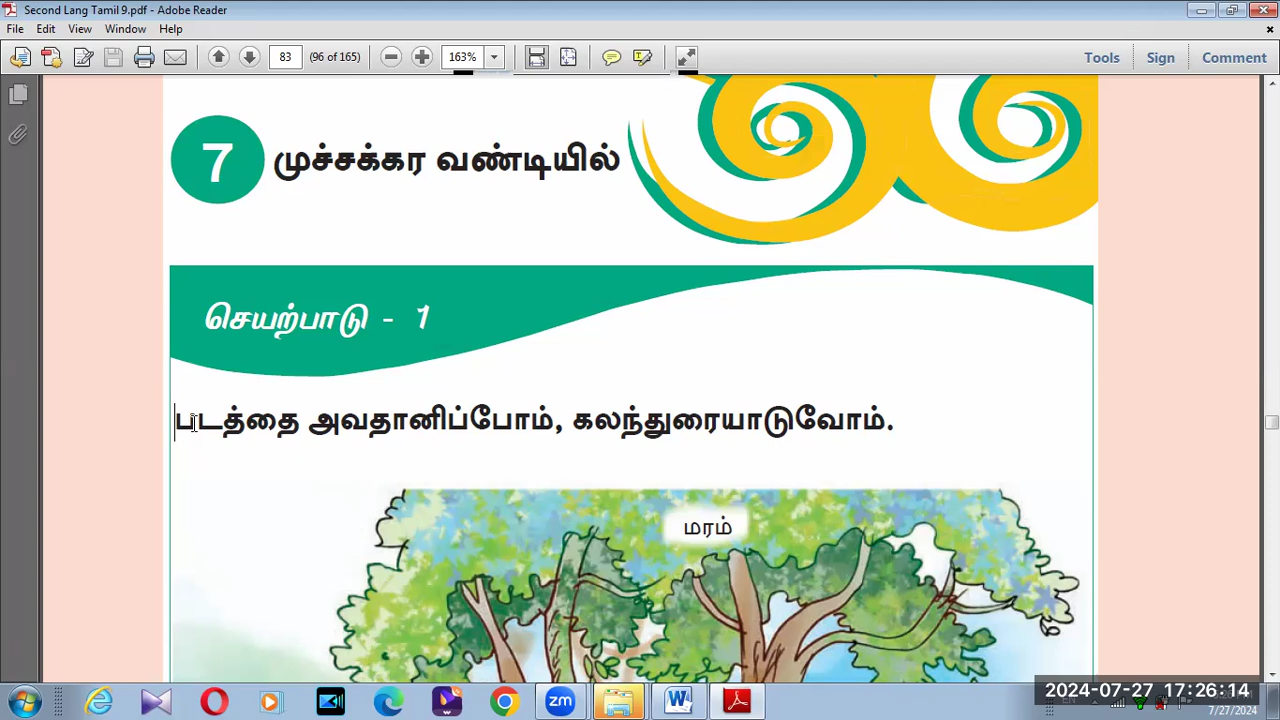 Second Lang Tamil 9.pdf - Adobe Reader
File Edit View Window Help
83 (96 of 165) 163% Tools Sign Comment
7 முச்சக்கர வண்டியில்
செயற்பாடு - 1
படத்தை அவதானிப்போம், கலந்துரையாடுவோம்.
மரம்
2024-07-27 17:26:14
7/27/2024